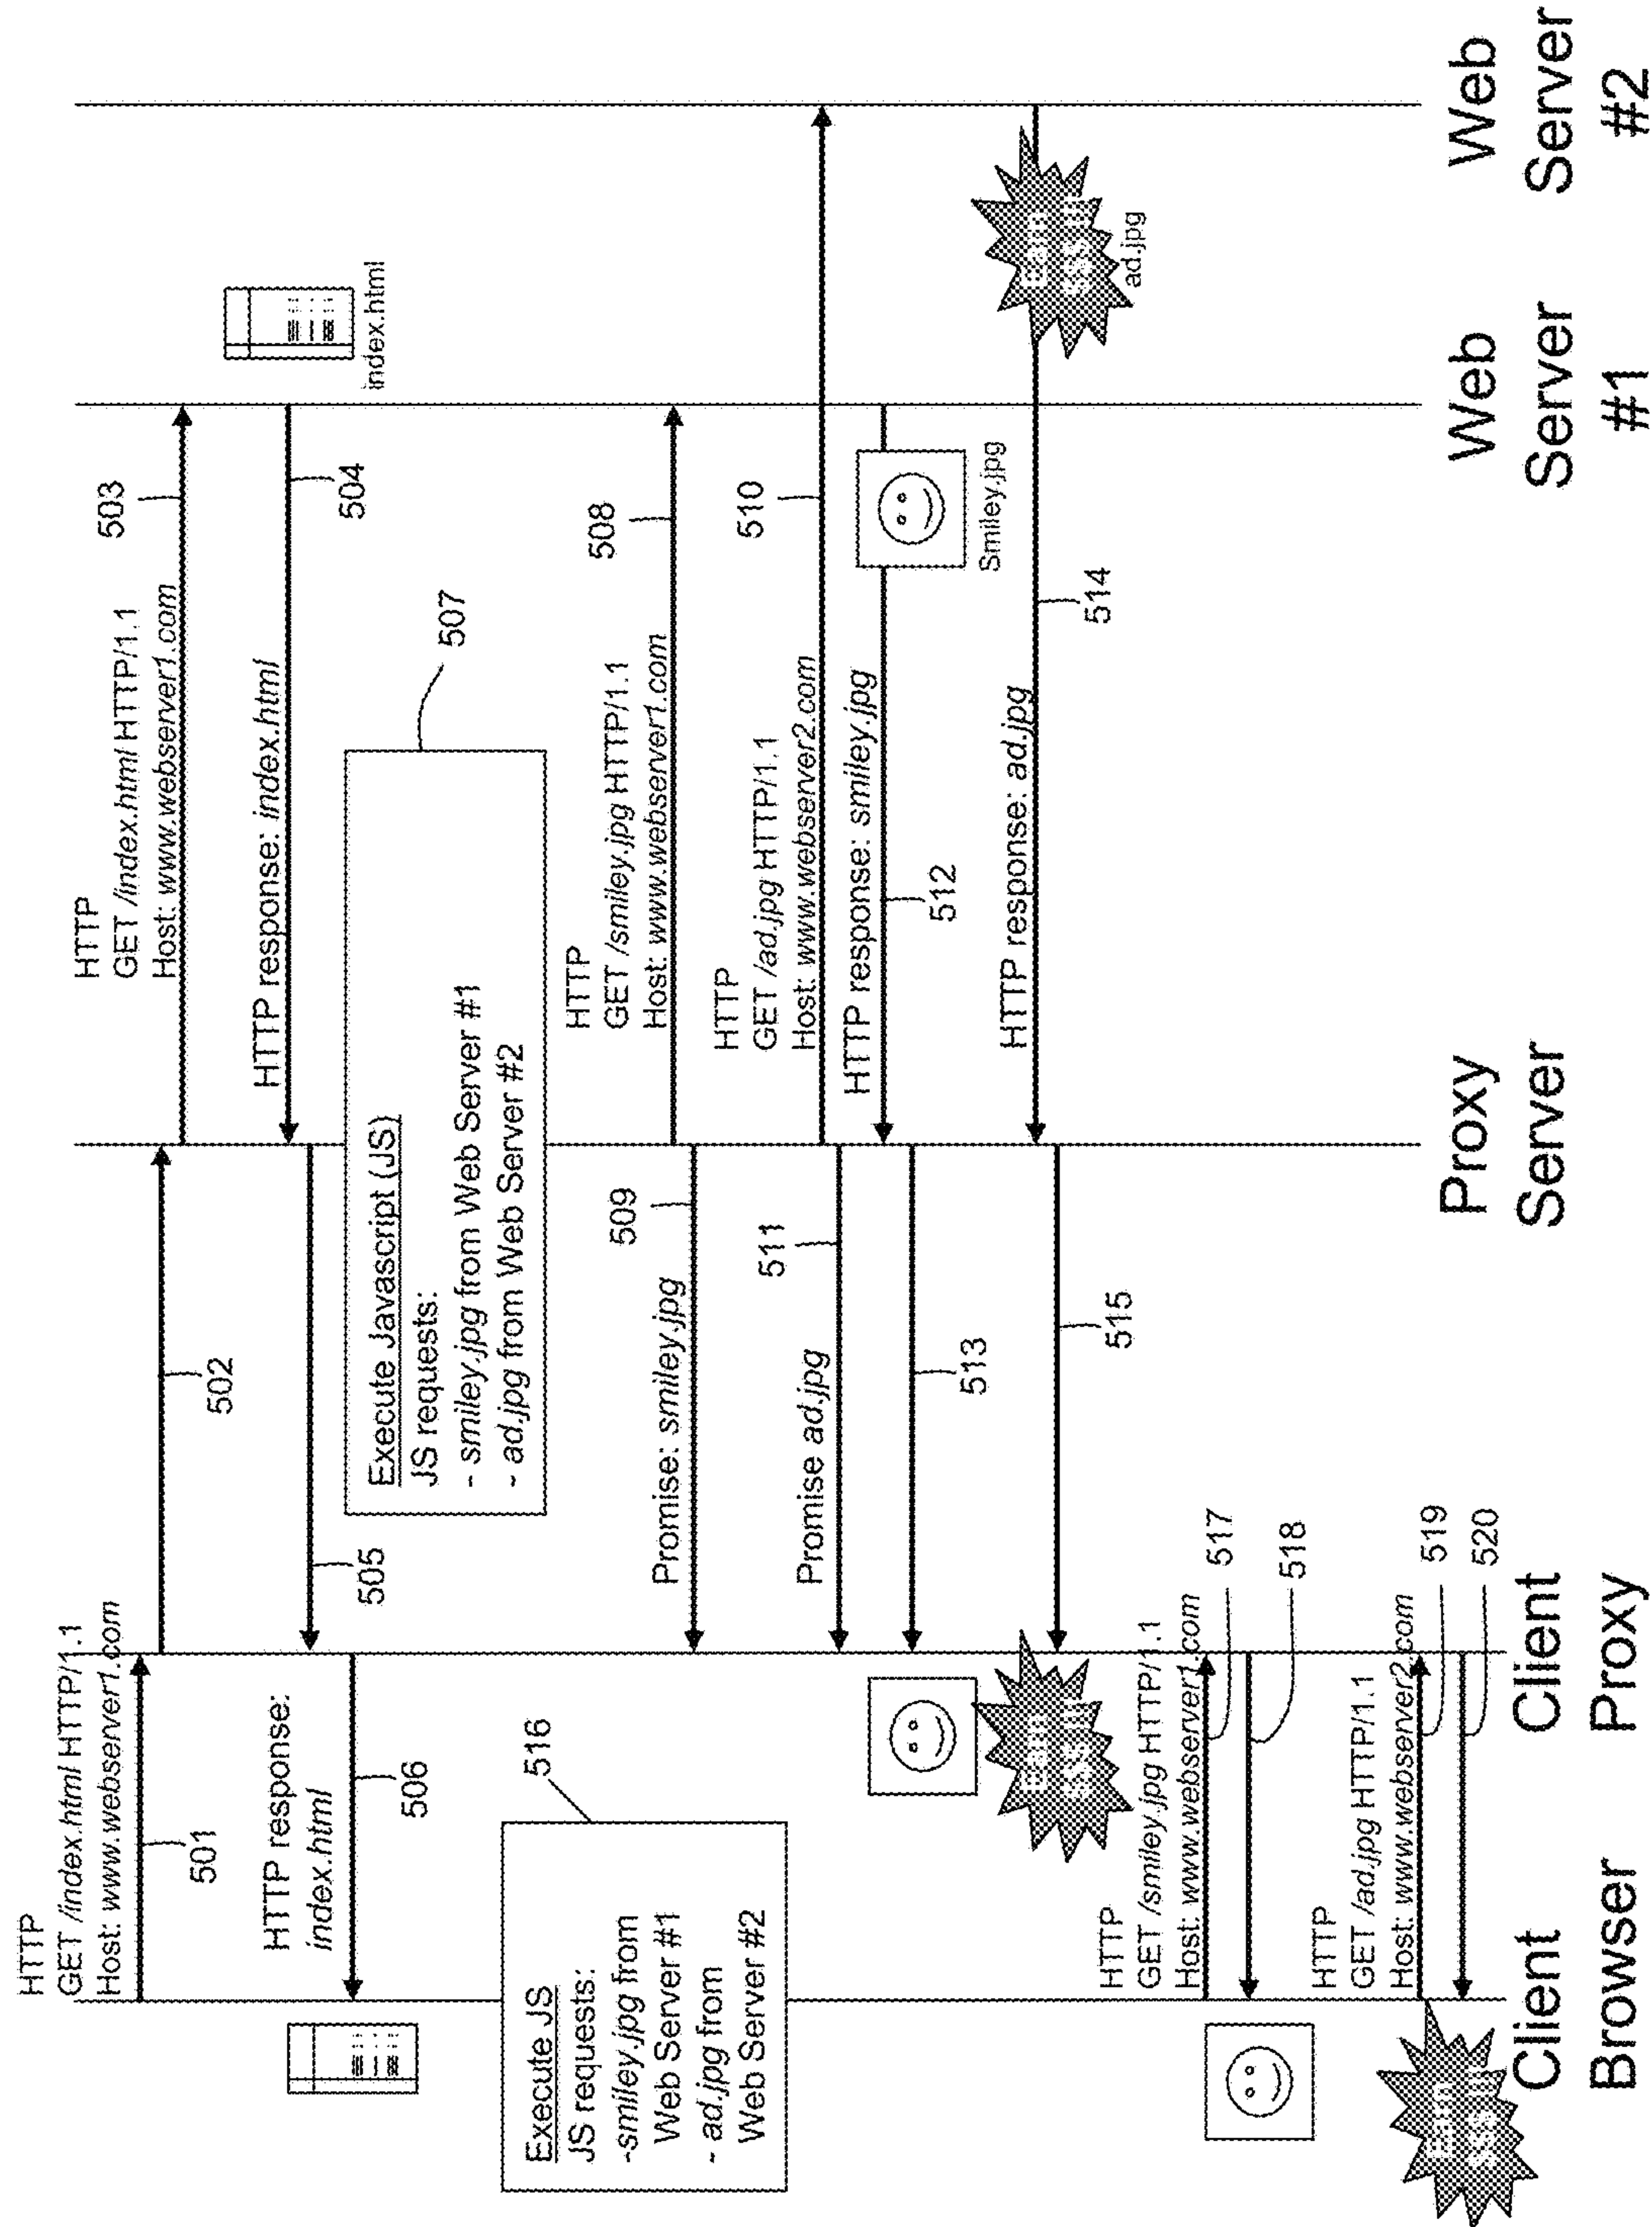 HTTP
GET /index.html HTTP/1.1
Host: www.webserver1.com
501
502
HTTP
GET /index.html HTTP/1.1
Host: www.webserver1.com
503
HTTP response: index.html
504
index.html
505
HTTP response:
index.html
506
Execute Javascript (JS)
JS requests:
- smiley.jpg from Web Server #1
- ad.jpg from Web Server #2
507
HTTP
GET /smiley.jpg HTTP/1.1
Host: www.webserver1.com
508
Promise: smiley.jpg
509
HTTP
GET /ad.jpg HTTP/1.1
Host: www.webserver2.com
510
Promise ad.jpg
511
HTTP response: smiley.jpg
512
Smiley.jpg
513
HTTP response: ad.jpg
514
Earn
ad.jpg
515
Execute JS
JS requests:
-smiley.jpg from
Web Server #1
- ad.jpg from
Web Server #2
516
Earn
HTTP
GET /smiley.jpg HTTP/1.1
Host: www.webserver1.com
517
518
HTTP
GET /ad.jpg HTTP/1.1
Host: www.webserver2.com
519
520
Earn
Client
Browser
Client
Proxy
Proxy
Server
Web
Server
#1
Web
Server
#2